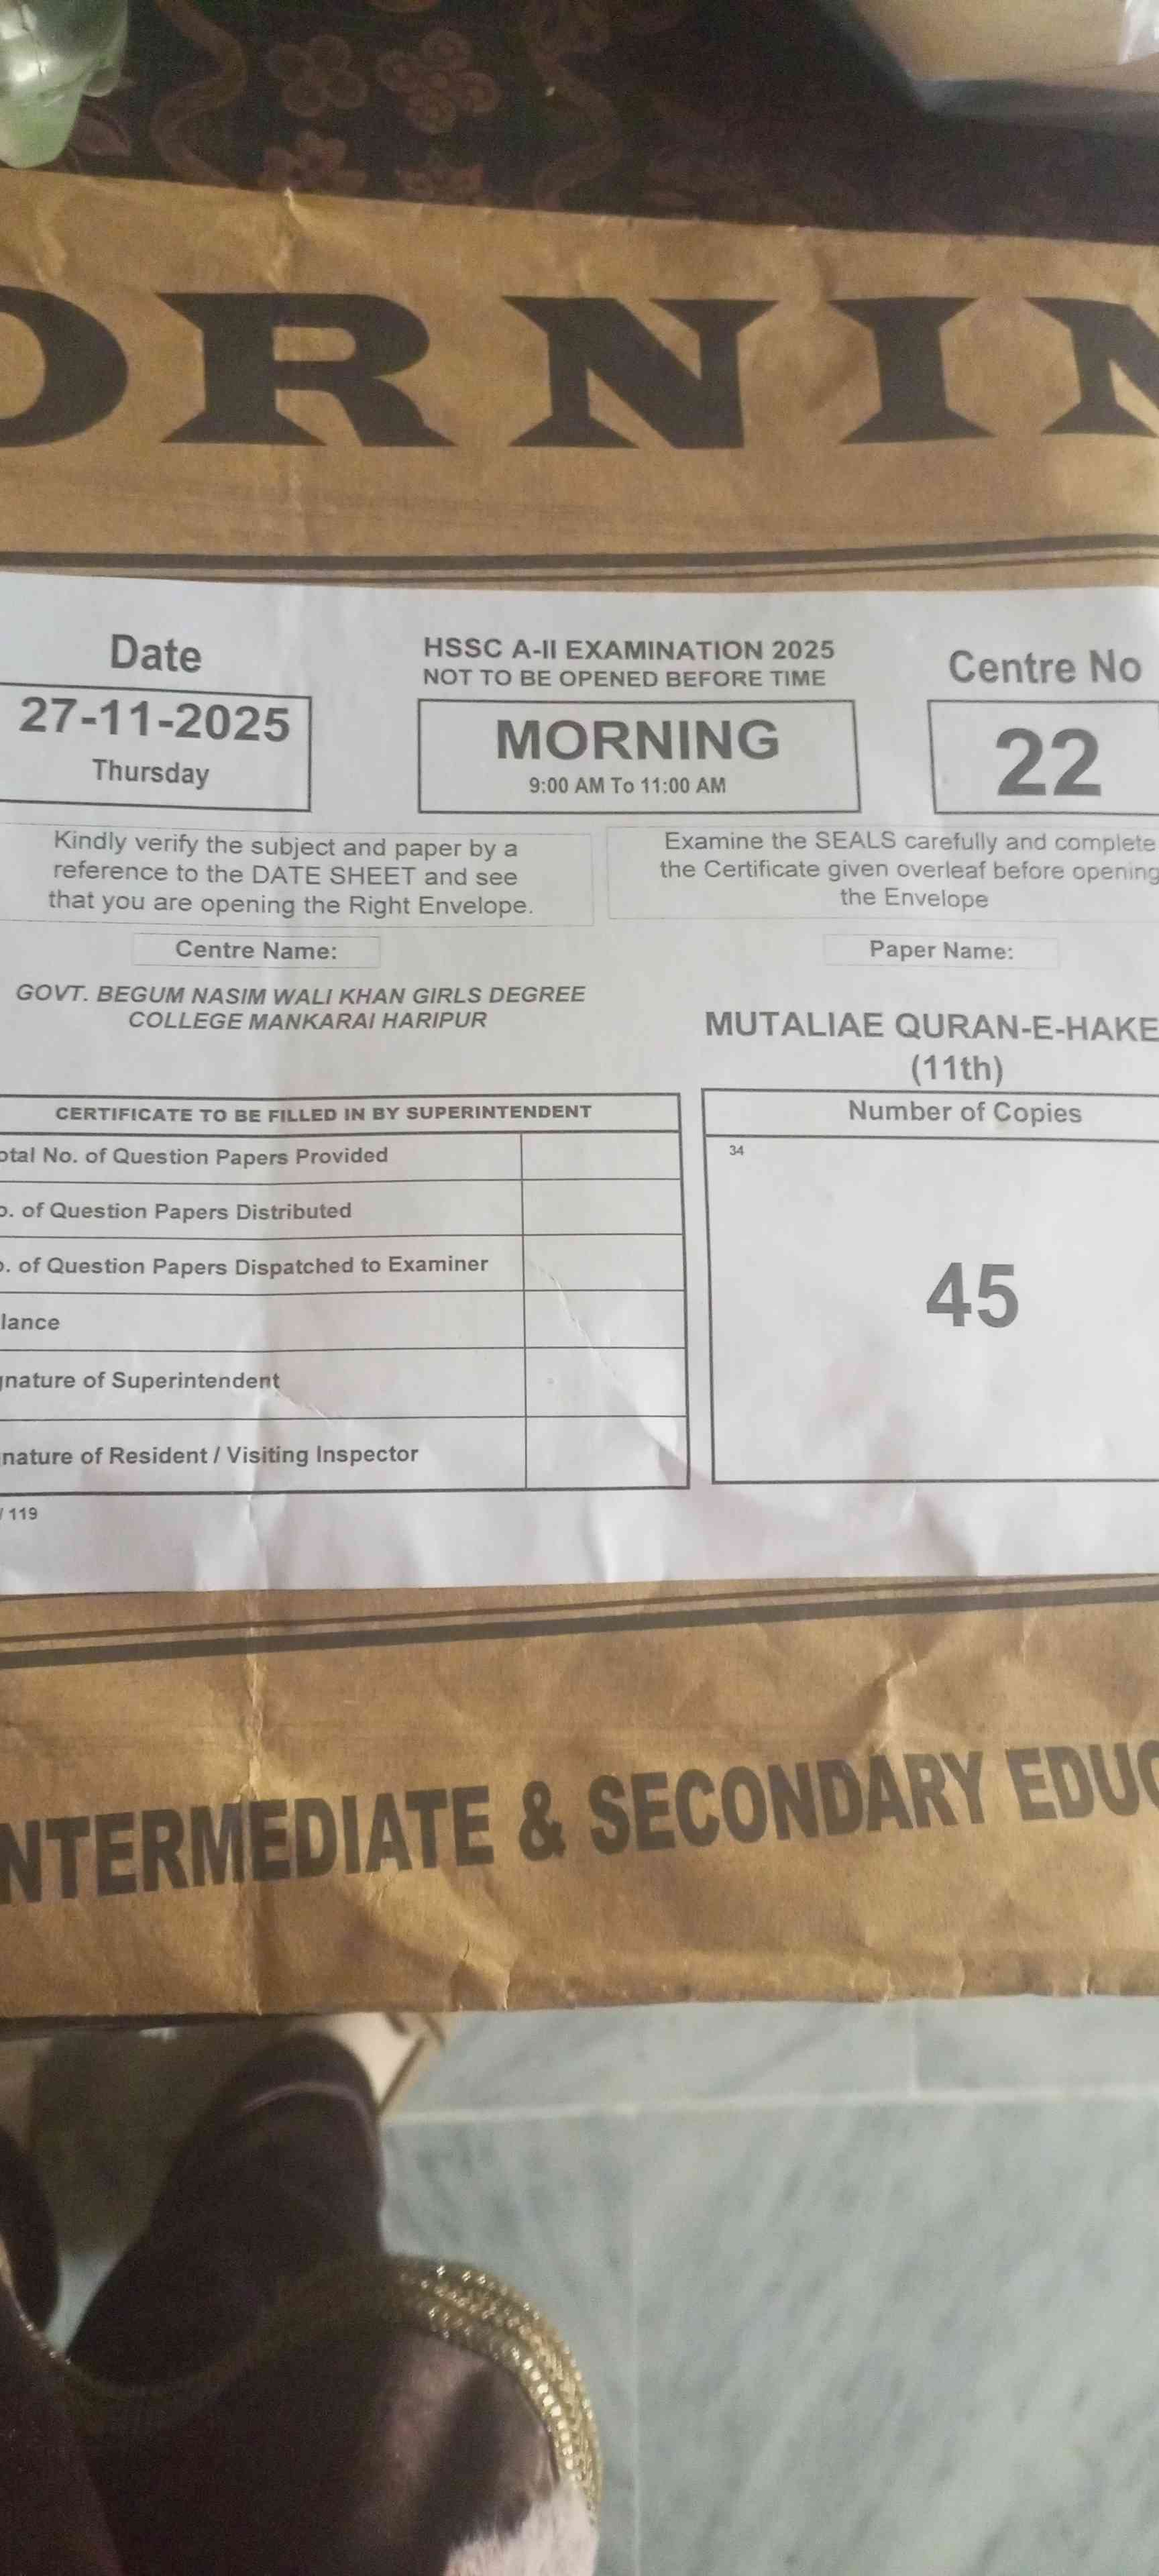 ORNIN
Date
27-11-2025
Thursday
HSSC A-II EXAMINATION 2025
NOT TO BE OPENED BEFORE TIME
MORNING
9:00 AM To 11:00 AM
Centre No
22
Kindly verify the subject and paper by a
reference to the DATE SHEET and see
that you are opening the Right Envelope.
Examine the SEALS carefully and complete
the Certificate given overleaf before opening
the Envelope
Centre Name:
GOVT. BEGUM NASIM WALI KHAN GIRLS DEGREE
COLLEGE MANKARAI HARIPUR
Paper Name:
MUTALIAE QURAN-E-HAKE
(11th)
CERTIFICATE TO BE FILLED IN BY SUPERINTENDENT
otal No. of Question Papers Provided
o. of Question Papers Distributed
o. of Question Papers Dispatched to Examiner
lance
gnature of Superintendent
nature of Resident / Visiting Inspector
Number of Copies
34
45
/ 119
NTERMEDIATE & SECONDARY EDUC